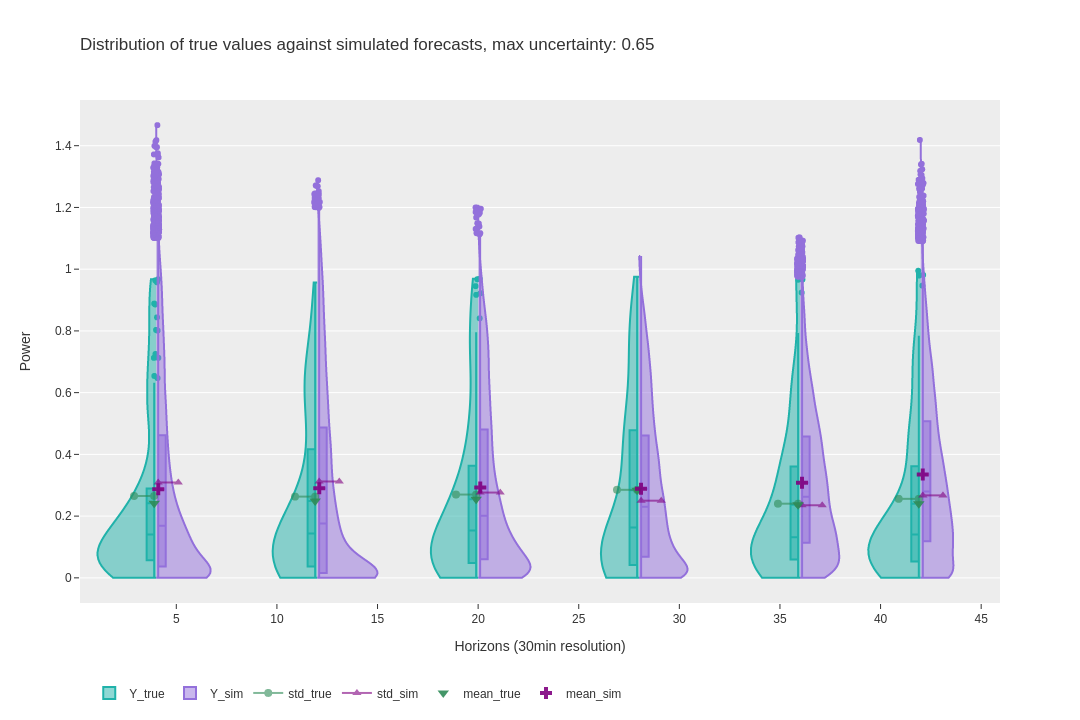 Distribution of true values against simulated forecasts, max uncertainty: 0.65
1.4
1.2
1
0.8
0.6
0.4
0.2
0
Power
5 10 15 20 25 30 35 40 45
Horizons (30min resolution)
Y_true Y_sim std_true std_sim mean_true mean_sim